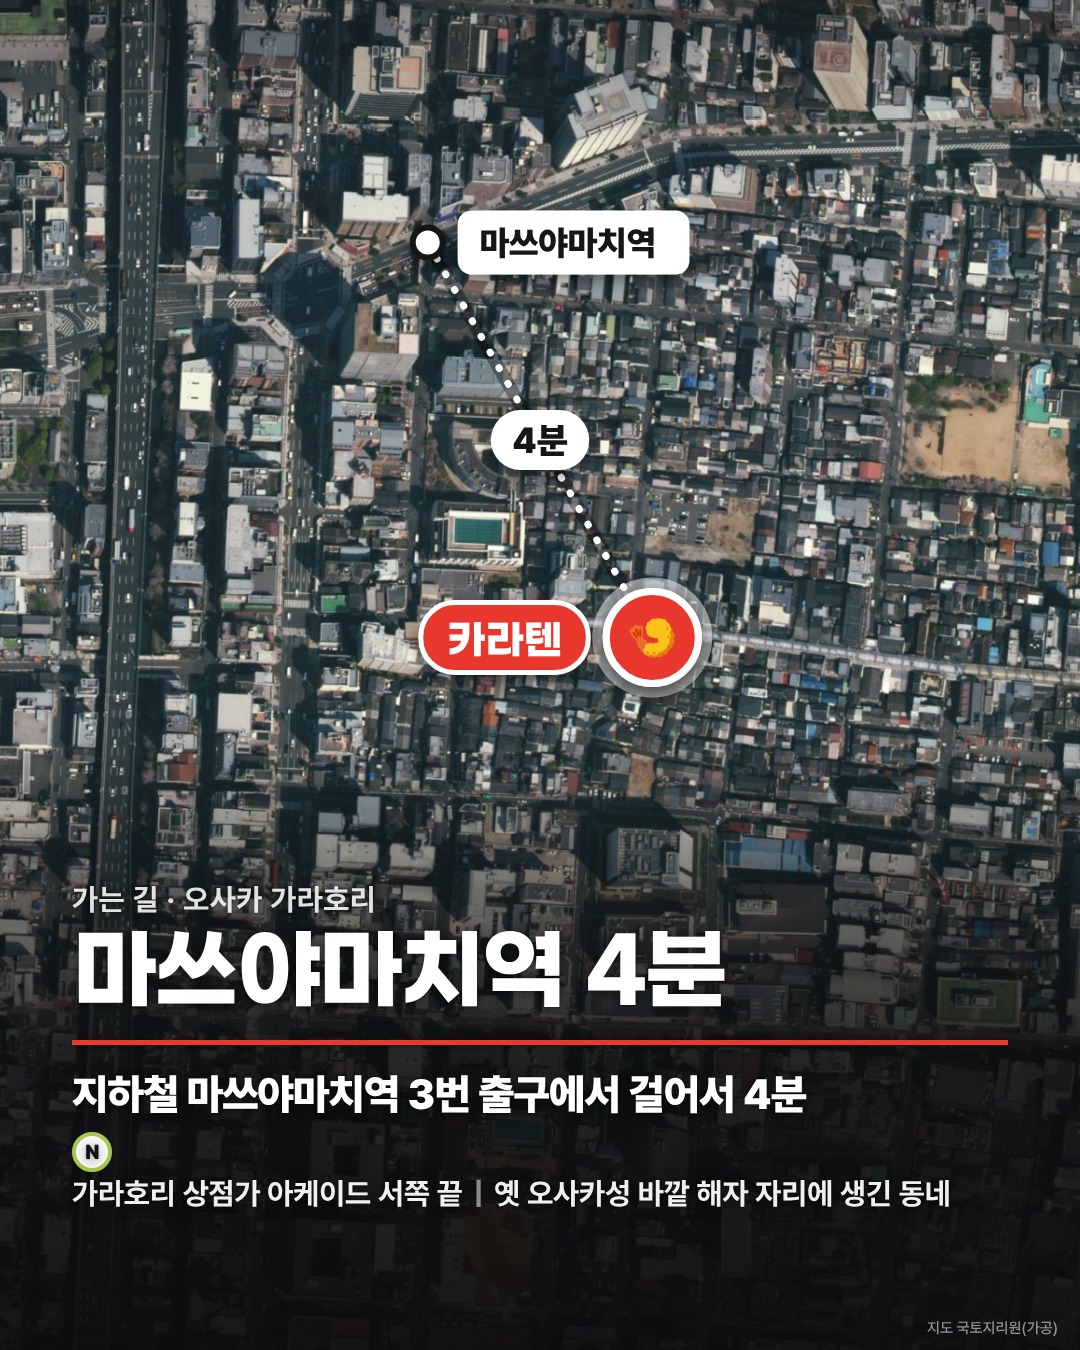 마쓰야마치역
4분
카라텐
가는 길 · 오사카 가라호리
마쓰야마치역 4분
지하철 마쓰야마치역 3번 출구에서 걸어서 4분
N
가라호리 상점가 아케이드 서쪽 끝 | 옛 오사카성 바깥 해자 자리에 생긴 동네
지도 국토지리원(가공)